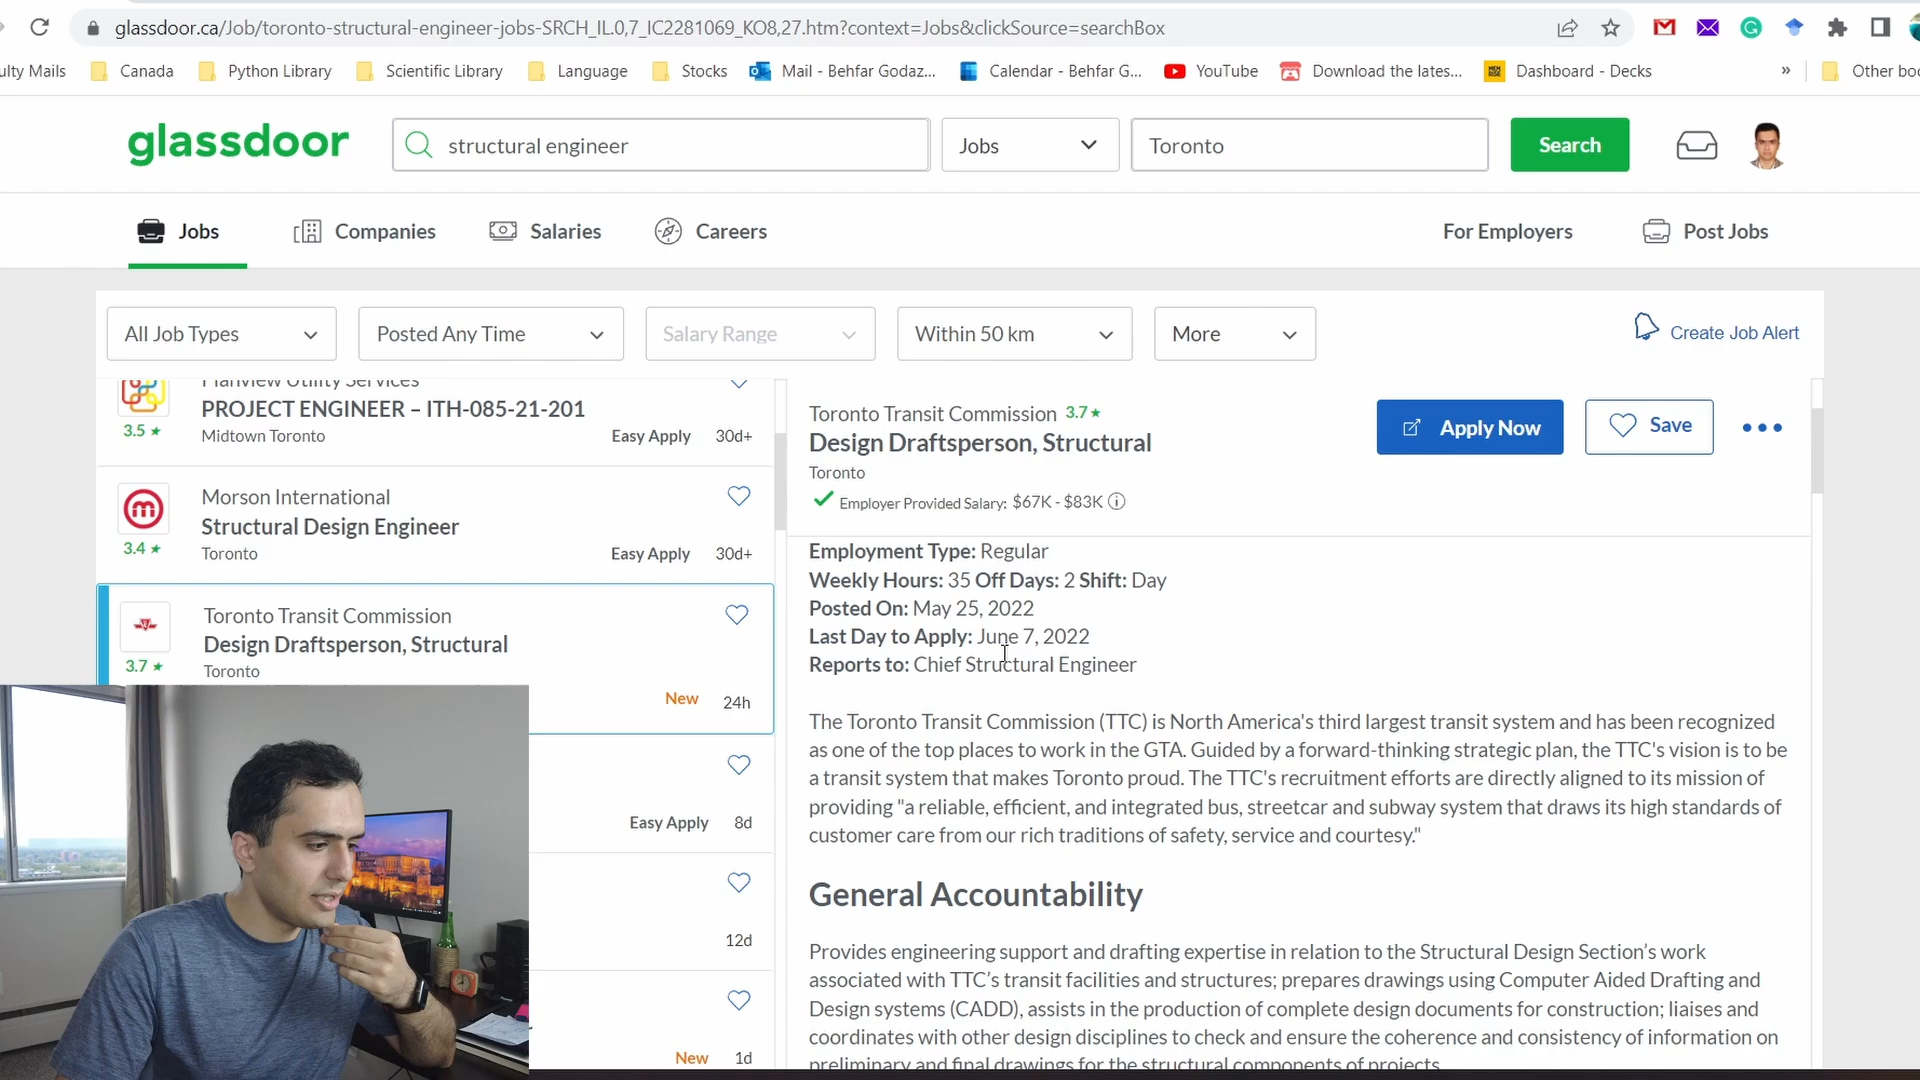 glassdoor.ca/Job/toronto-structural-engineer-jobs-SRCH_IL.0,7_IC2281069_KO8,27.htm?context=Jobs&clickSource=searchBox
ulty Mails Canada Python Library Scientific Library Language Stocks Mail - Behfar Godaz... Calendar - Behfar G... YouTube Download the lates... Dashboard - Decks » Other boo
glassdoor structural engineer Jobs Toronto Search
Jobs Companies Salaries Careers For Employers Post Jobs
All Job Types Posted Any Time Salary Range Within 50 km More Create Job Alert
Planview Utility Services
PROJECT ENGINEER – ITH-085-21-201
3.5 ★ Midtown Toronto Easy Apply 30d+
Morson International
Structural Design Engineer
3.4 ★ Toronto Easy Apply 30d+
Toronto Transit Commission
Design Draftsperson, Structural
3.7 ★ Toronto
New 24h
Easy Apply 8d
12d
New 1d
Toronto Transit Commission 3.7 ★
Design Draftsperson, Structural
Toronto
Employer Provided Salary: $67K - $83K
Apply Now Save
Employment Type: Regular
Weekly Hours: 35 Off Days: 2 Shift: Day
Posted On: May 25, 2022
Last Day to Apply: June 7, 2022
Reports to: Chief Structural Engineer
The Toronto Transit Commission (TTC) is North America's third largest transit system and has been recognized
as one of the top places to work in the GTA. Guided by a forward-thinking strategic plan, the TTC's vision is to be
a transit system that makes Toronto proud. The TTC's recruitment efforts are directly aligned to its mission of
providing "a reliable, efficient, and integrated bus, streetcar and subway system that draws its high standards of
customer care from our rich traditions of safety, service and courtesy."
General Accountability
Provides engineering support and drafting expertise in relation to the Structural Design Section’s work
associated with TTC’s transit facilities and structures; prepares drawings using Computer Aided Drafting and
Design systems (CADD), assists in the production of complete design documents for construction; liaises and
coordinates with other design disciplines to check and ensure the coherence and consistency of information on
preliminary and final drawings for the structural components of projects.